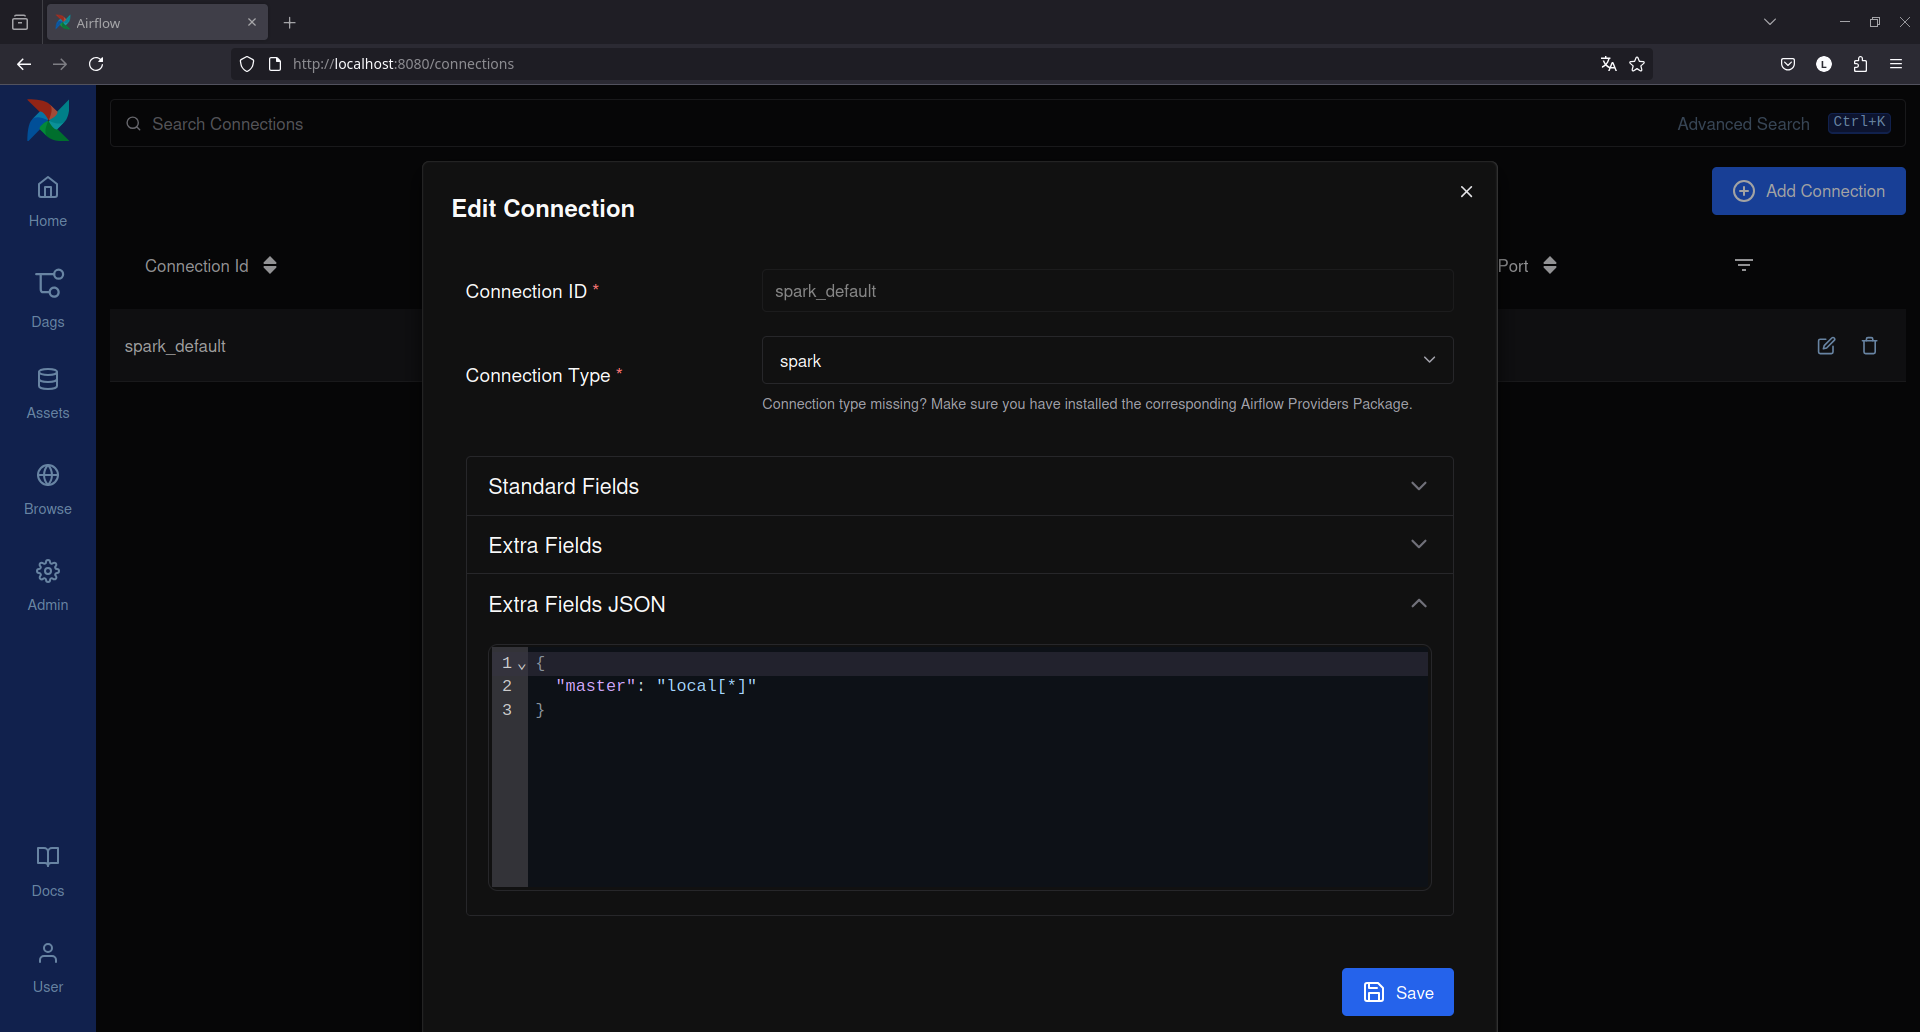 Airflow
http://localhost:8080/connections
L
Search Connections
Advanced Search Ctrl+K
Edit Connection
Add Connection
Home
Connection Id
Port
Connection ID *
spark_default
Dags
spark_default
Connection Type *
spark
Connection type missing? Make sure you have installed the corresponding Airflow Providers Package.
Assets
Standard Fields
Browse
Extra Fields
Admin
Extra Fields JSON
1 {
2 "master": "local[*]"
3 }
Docs
User
Save